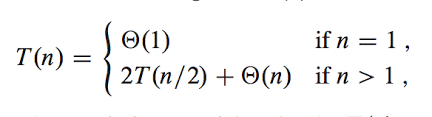 T(n) = { Θ(1) if n = 1 ,
2T(n/2) + Θ(n) if n > 1 ,